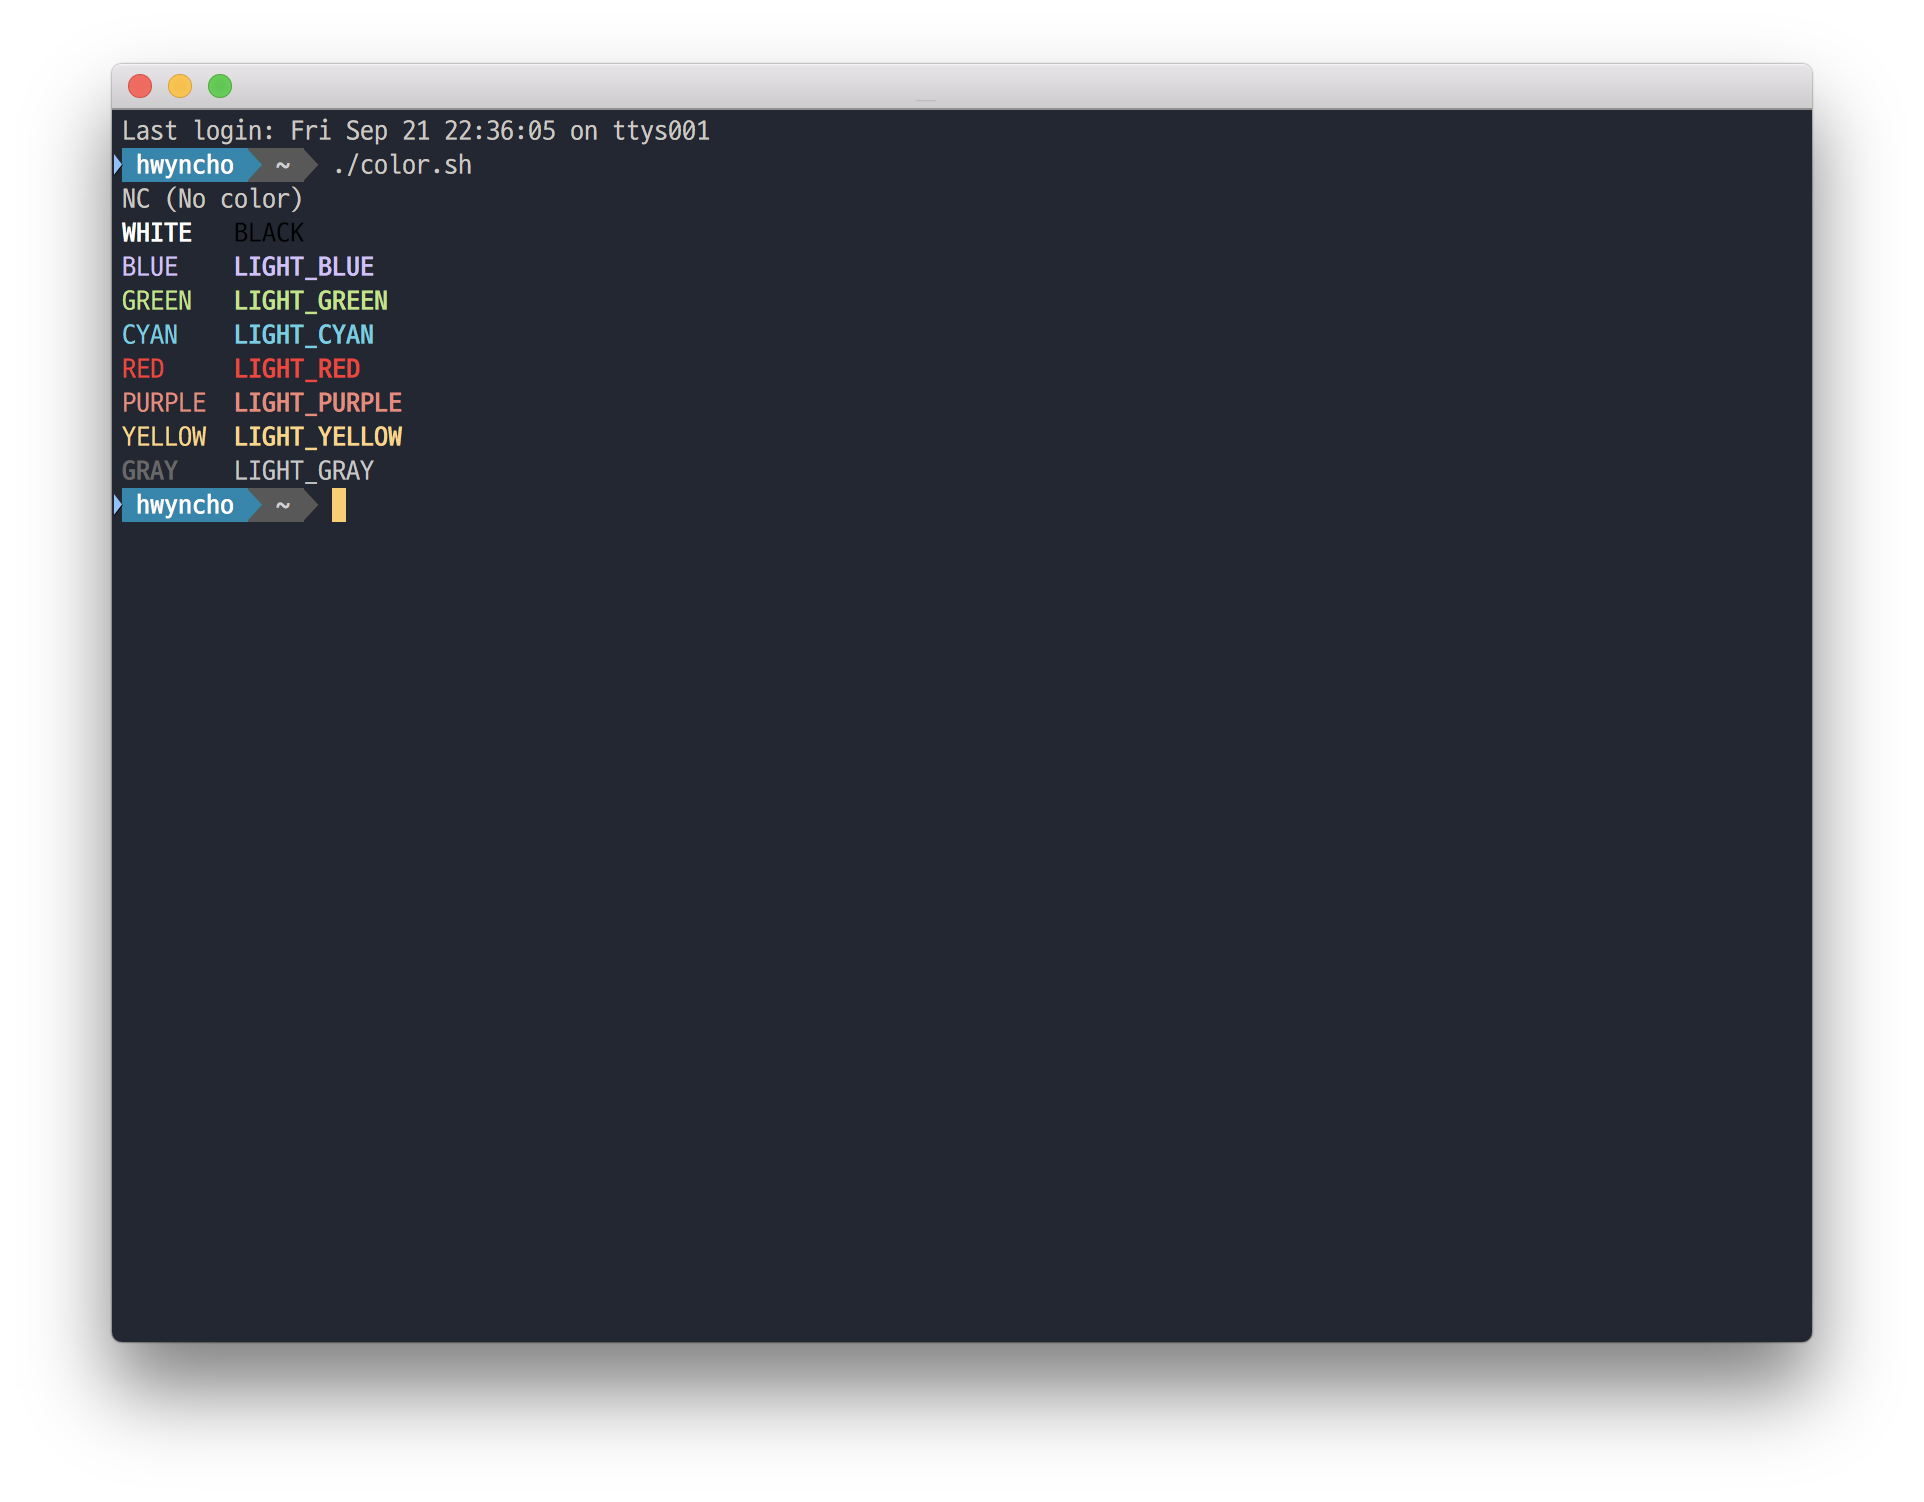 Last login: Fri Sep 21 22:36:05 on ttys001
hwyncho ~ ./color.sh
NC (No color)
WHITE BLACK
BLUE LIGHT_BLUE
GREEN LIGHT_GREEN
CYAN LIGHT_CYAN
RED LIGHT_RED
PURPLE LIGHT_PURPLE
YELLOW LIGHT_YELLOW
GRAY LIGHT_GRAY
hwyncho ~